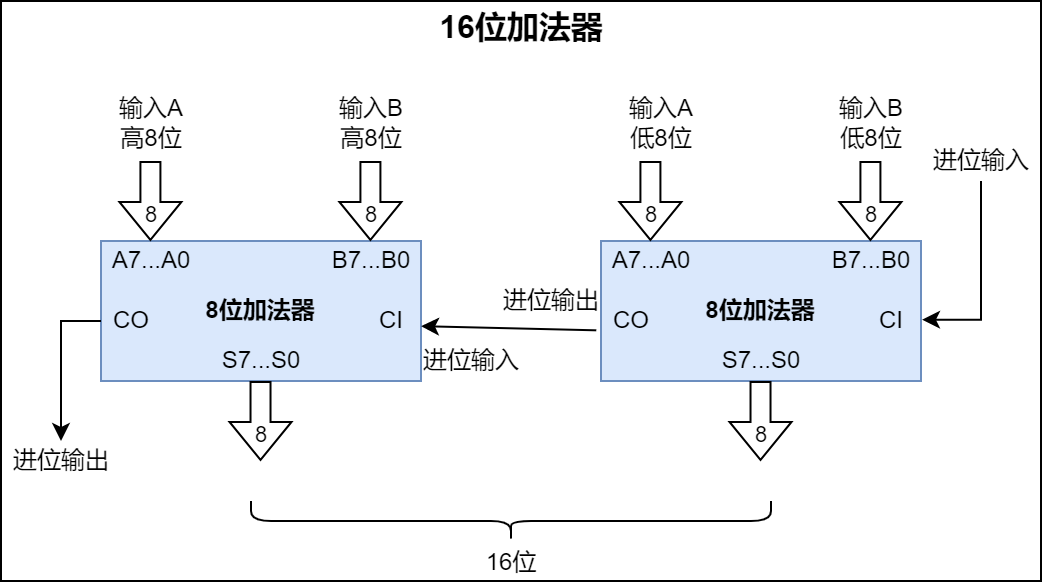 16位加法器
输入A
高8位
输入B
高8位
输入A
低8位
输入B
低8位
进位输入
8
8
8
8
A7...A0
B7...B0
A7...A0
B7...B0
CO
8位加法器
CI
进位输出
CO
8位加法器
CI
进位输入
S7...S0
S7...S0
8
8
进位输出
16位